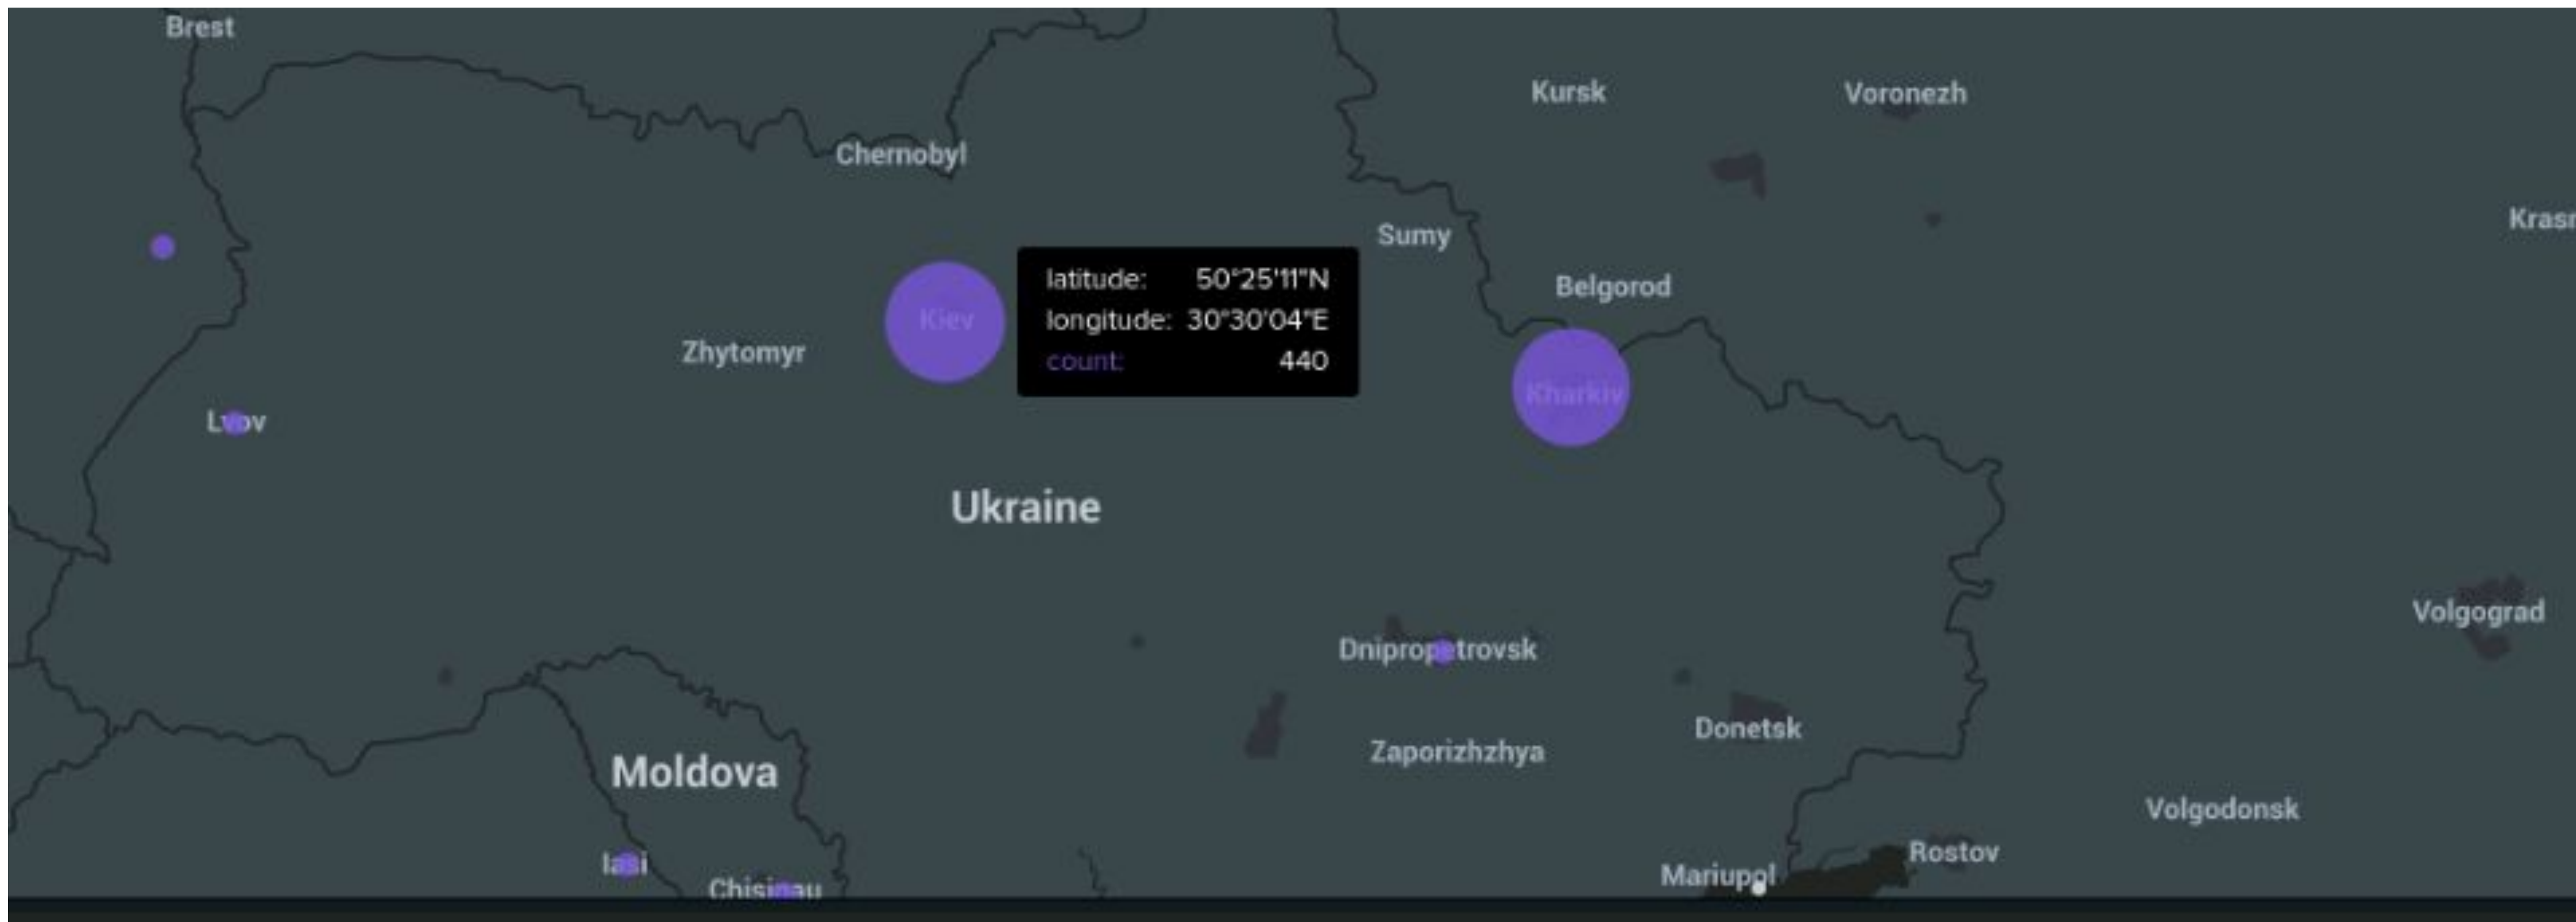 Brest
Kursk
Voronezh
Chernobyl
Krasn
Sumy
latitude: 50°25'11"N
longitude: 30°30'04"E
count: 440
Belgorod
Kiev
Zhytomyr
Kharkiv
Lvov
Ukraine
Volgograd
Dnipropetrovsk
Donetsk
Zaporizhzhya
Moldova
Volgodonsk
Rostov
Iasi
Mariupol
Chisinau